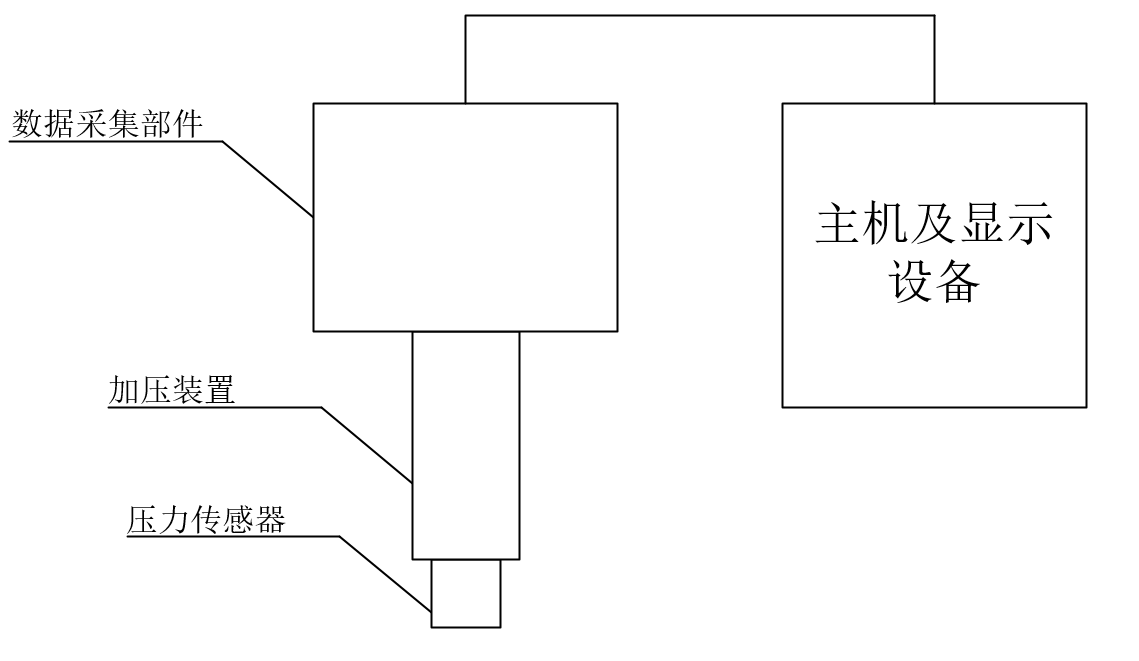 数据采集部件
主机及显示
设备
加压装置
压力传感器